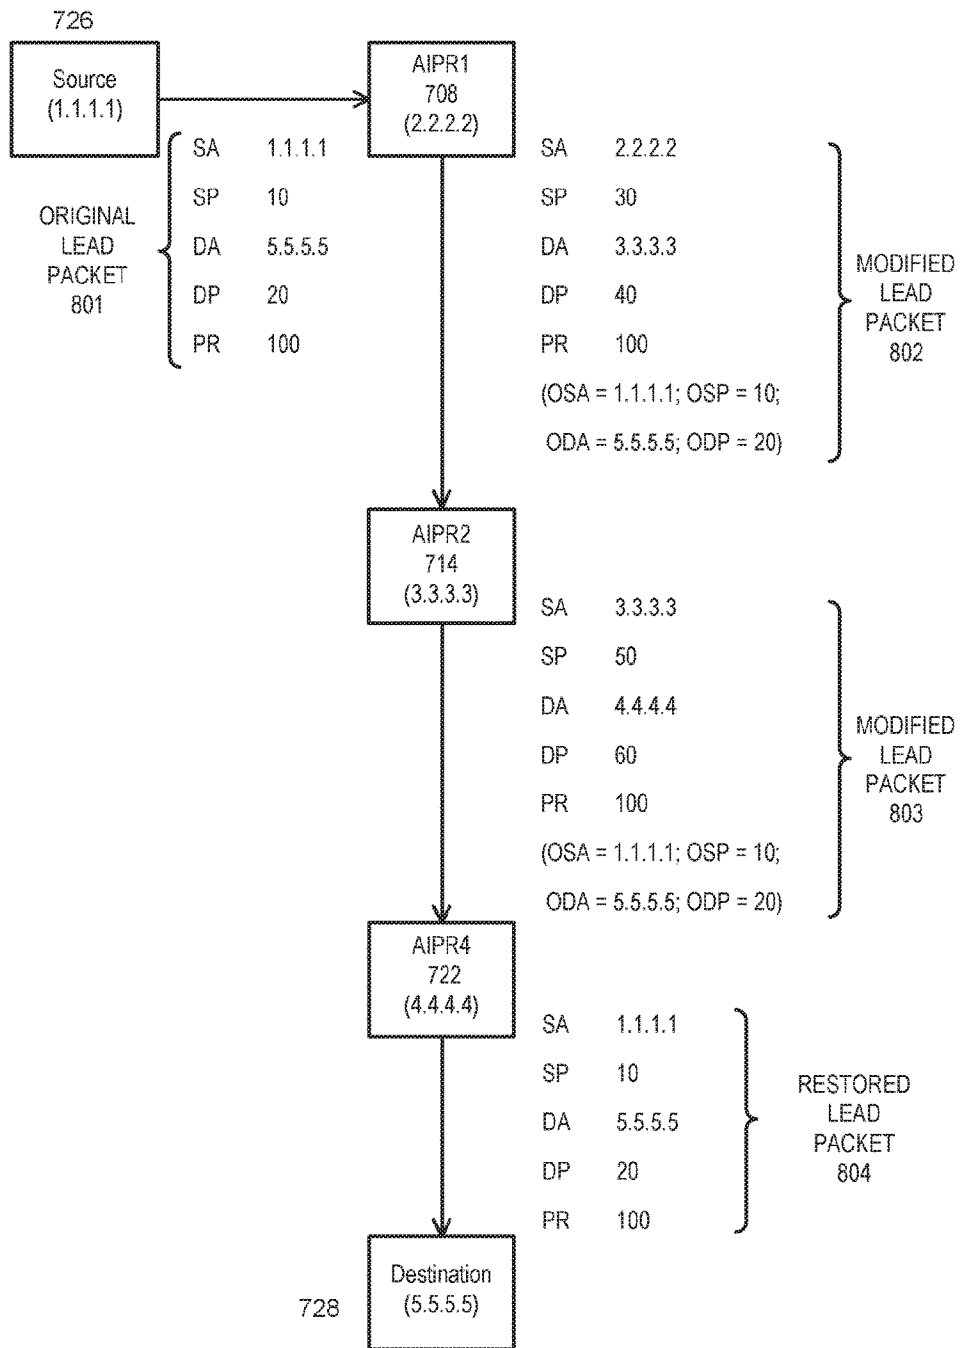 726
Source
(1.1.1.1)
AIPR1
708
(2.2.2.2)
ORIGINAL
LEAD
PACKET
801
SA 1.1.1.1
SP 10
DA 5.5.5.5
DP 20
PR 100
SA 2.2.2.2
SP 30
DA 3.3.3.3
DP 40
PR 100
(OSA = 1.1.1.1; OSP = 10;
ODA = 5.5.5.5; ODP = 20)
MODIFIED
LEAD
PACKET
802
AIPR2
714
(3.3.3.3)
SA 3.3.3.3
SP 50
DA 4.4.4.4
DP 60
PR 100
(OSA = 1.1.1.1; OSP = 10;
ODA = 5.5.5.5; ODP = 20)
MODIFIED
LEAD
PACKET
803
AIPR4
722
(4.4.4.4)
SA 1.1.1.1
SP 10
DA 5.5.5.5
DP 20
PR 100
RESTORED
LEAD
PACKET
804
Destination
(5.5.5.5)
728